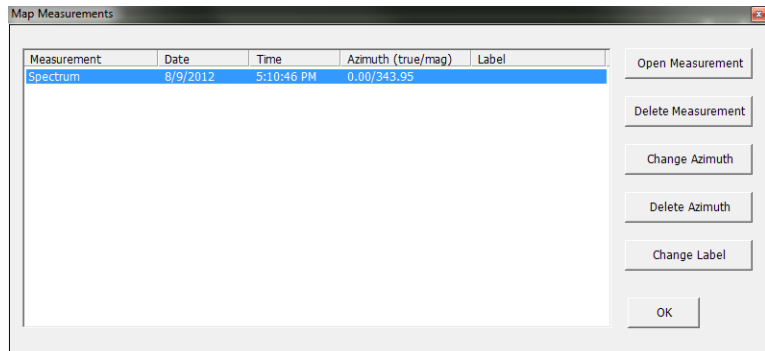 Map Measurements
Measurement Date Time Azimuth (true/mag) Label
Spectrum 8/9/2012 5:10:46 PM 0.00/343.95
Open Measurement
Delete Measurement
Change Azimuth
Delete Azimuth
Change Label
OK